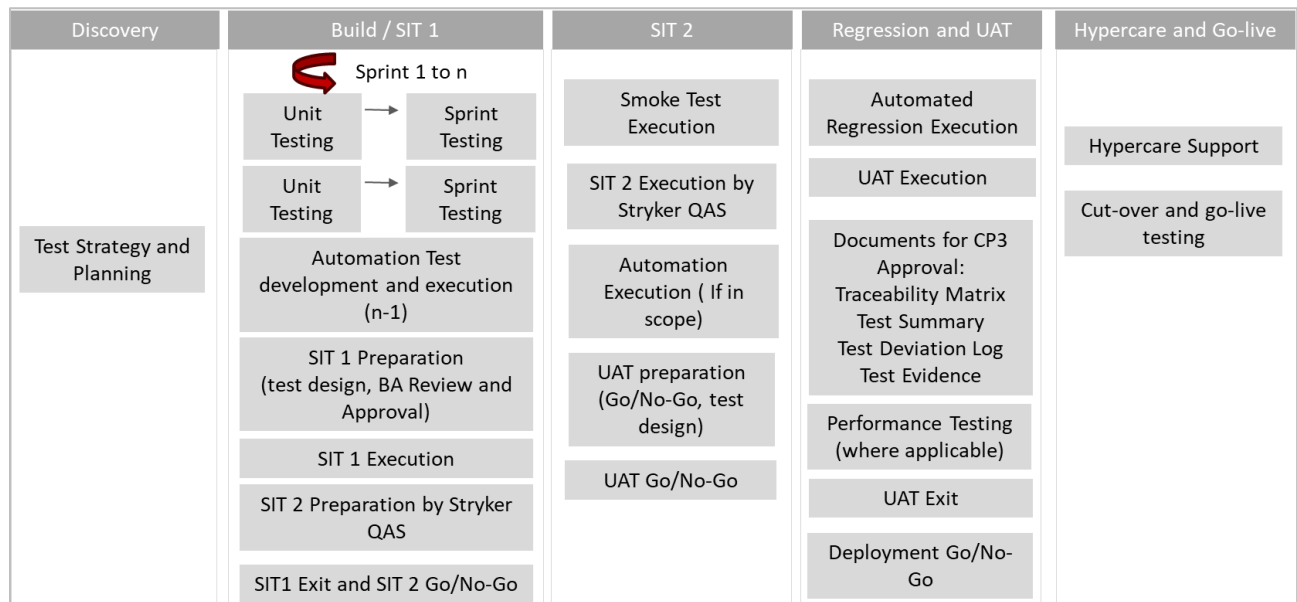 Discovery
Build / SIT 1
SIT 2
Regression and UAT
Hypercare and Go-live
Test Strategy and
Planning
Sprint 1 to n
Unit
Testing
Sprint
Testing
Unit
Testing
Sprint
Testing
Automation Test
development and execution
(n-1)
SIT 1 Preparation
(test design, BA Review and
Approval)
SIT 1 Execution
SIT 2 Preparation by Stryker
QAS
SIT1 Exit and SIT 2 Go/No-Go
Smoke Test
Execution
SIT 2 Execution by
Stryker QAS
Automation
Execution ( If in
scope)
UAT preparation
(Go/No-Go, test
design)
UAT Go/No-Go
Automated
Regression Execution
UAT Execution
Documents for CP3
Approval:
Traceability Matrix
Test Summary
Test Deviation Log
Test Evidence
Performance Testing
(where applicable)
UAT Exit
Deployment Go/No-
Go
Hypercare Support
Cut-over and go-live
testing